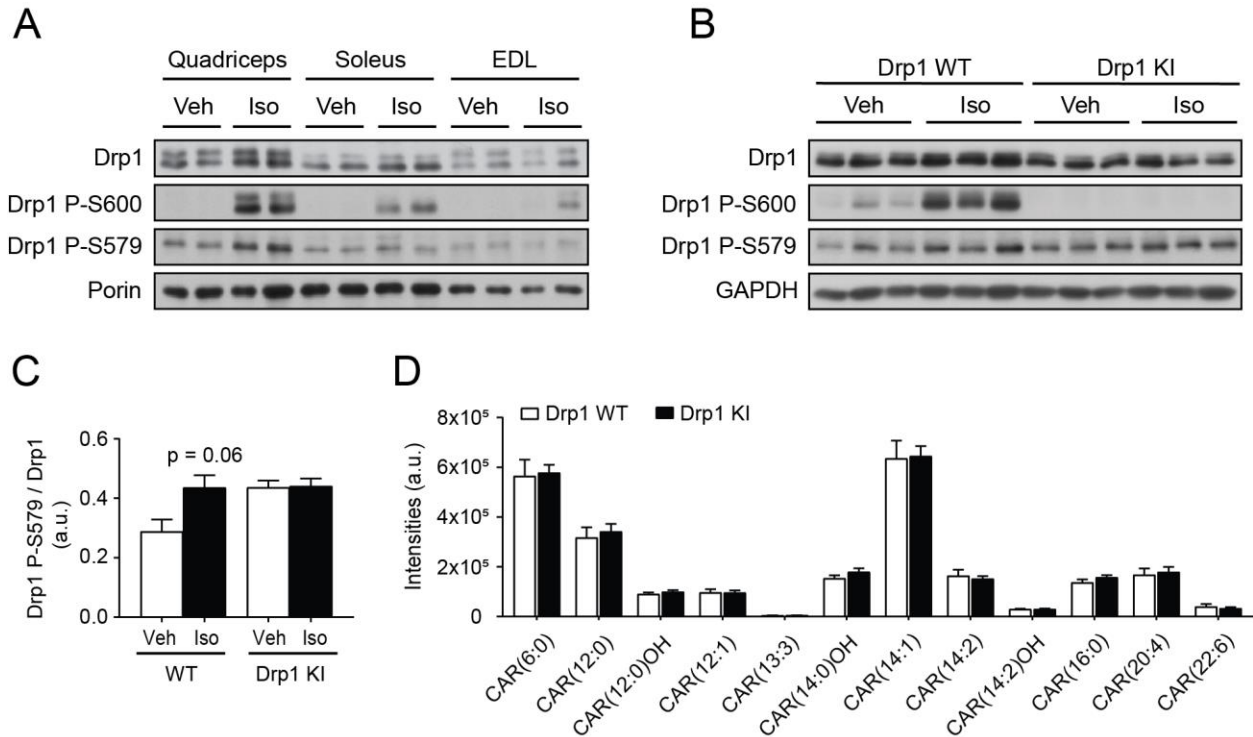 A
Quadriceps Soleus EDL
Veh Iso Veh Iso Veh Iso
Drp1
Drp1 P-S600
Drp1 P-S579
Porin
B
Drp1 WT Drp1 KI
Veh Iso Veh Iso
Drp1
Drp1 P-S600
Drp1 P-S579
GAPDH
C
Drp1 P-S579 / Drp1
(a.u.)
0.6
0.4
0.2
0.0
p = 0.06
Veh Iso Veh Iso
WT Drp1 KI
D
Drp1 WT Drp1 KI
Intensities (a.u.)
8x10⁵
6x10⁵
4x10⁵
2x10⁵
0
CAR(6:0)
CAR(12:0)
CAR(12:0)OH
CAR(12:1)
CAR(13:3)
CAR(14:0)OH
CAR(14:1)
CAR(14:2)
CAR(14:2)OH
CAR(16:0)
CAR(20:4)
CAR(22:6)